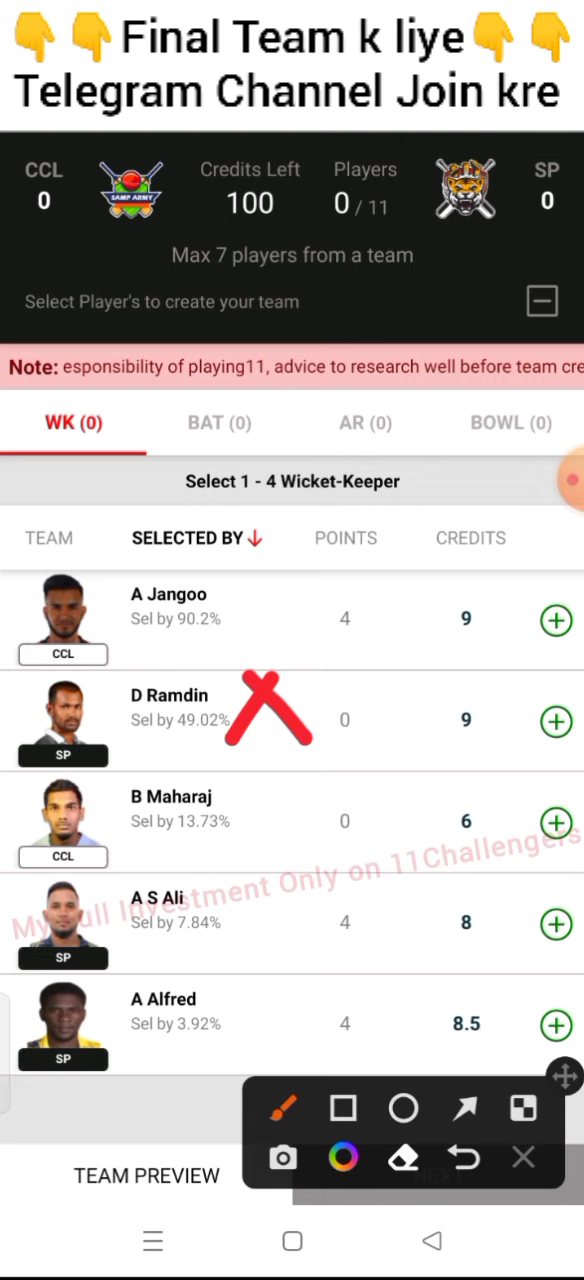 👇👇Final Team k liye👇👇
Telegram Channel Join kre
CCL Credits Left Players SP
SAMP ARMY
0 100 0 / 11 0
Max 7 players from a team
Select Player's to create your team
Note: esponsibility of playing11, advice to research well before team cre
WK (0) BAT (0) AR (0) BOWL (0)
Select 1 - 4 Wicket-Keeper
TEAM SELECTED BY↓ POINTS CREDITS
A Jangoo
Sel by 90.2% 4 9
CCL
D Ramdin
Sel by 49.02% 0 9
SP
B Maharaj
Sel by 13.73% 0 6
CCL
My Full Investment Only on 11Challengers
A S Ali
Sel by 7.84% 4 8
SP
A Alfred
Sel by 3.92% 4 8.5
SP
TEAM PREVIEW NEXT